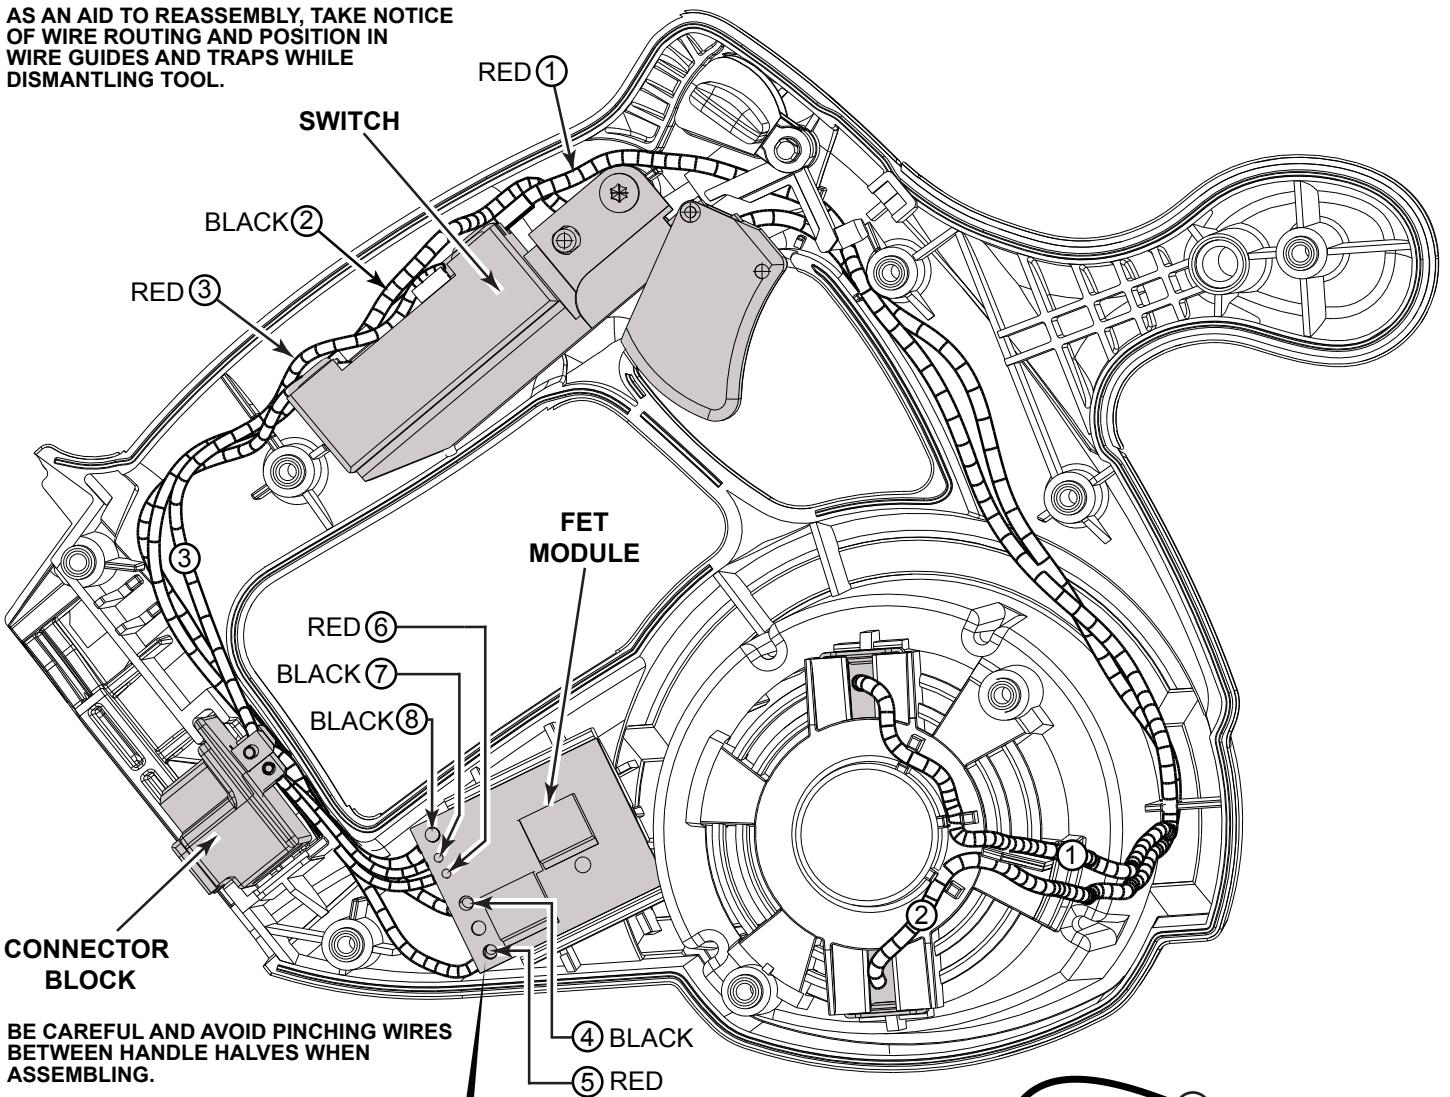 AS AN AID TO REASSEMBLY, TAKE NOTICE
OF WIRE ROUTING AND POSITION IN
WIRE GUIDES AND TRAPS WHILE
DISMANTLING TOOL.
RED 1
SWITCH
BLACK 2
RED 3
3
FET
MODULE
RED 6
BLACK 7
BLACK 8
1
2
CONNECTOR
BLOCK
BE CAREFUL AND AVOID PINCHING WIRES
BETWEEN HANDLE HALVES WHEN
ASSEMBLING.
4 BLACK
5 RED